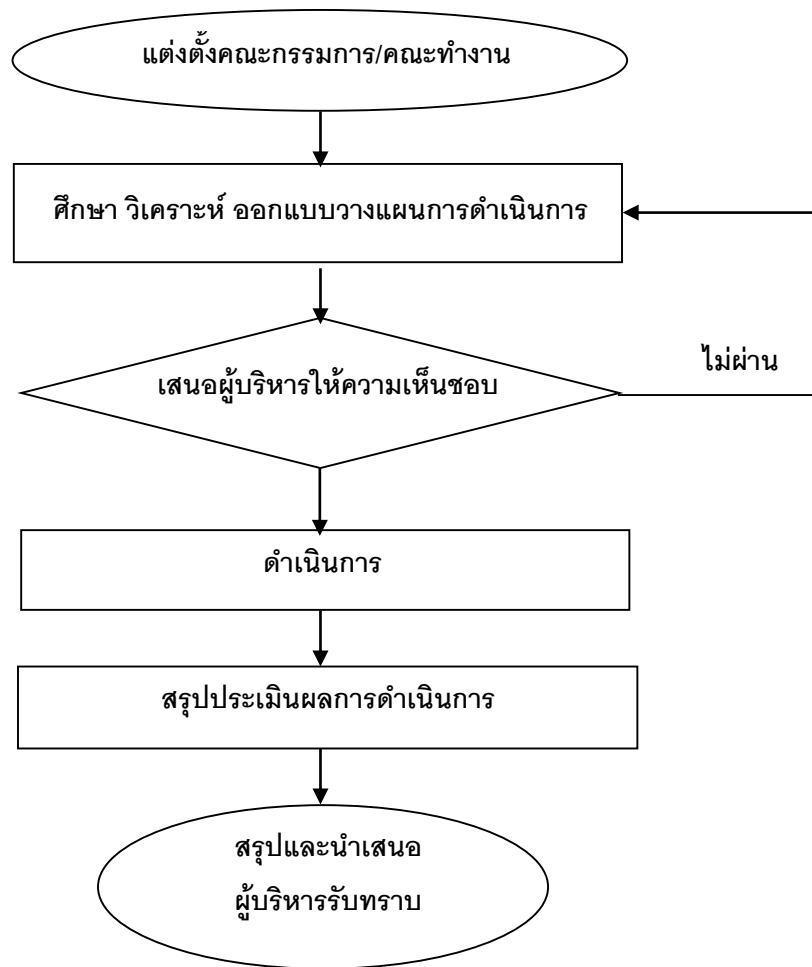 แต่งตั้งคณะกรรมการ/คณะทำงาน
ศึกษา วิเคราะห์ ออกแบบวางแผนการดำเนินการ
เสนอผู้บริหารให้ความเห็นชอบ
ไม่ผ่าน
ดำเนินการ
สรุปประเมินผลการดำเนินการ
สรุปและนำเสนอ
ผู้บริหารรับทราบ